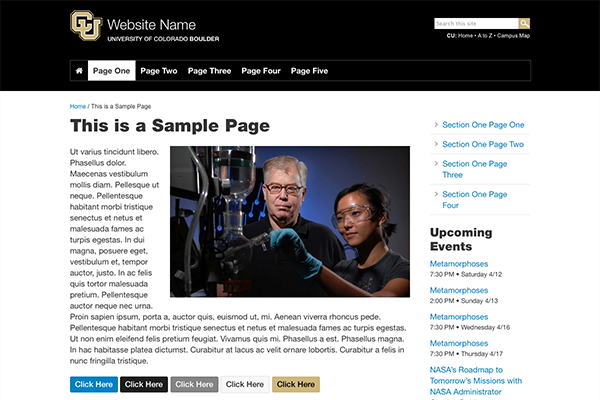 CU
Website Name
UNIVERSITY OF COLORADO BOULDER
Search this site
CU: Home • A to Z • Campus Map
Page One Page Two Page Three Page Four Page Five
Home / This is a Sample Page
This is a Sample Page
Ut varius tincidunt libero.
Phasellus dolor.
Maecenas vestibulum
mollis diam. Pellesque ut
neque. Pellentesque
habitant morbi tristique
senectus et netus et
malesuada fames ac
turpis egestas. In dui
magna, posuere eget,
vestibulum et, tempor
auctor, justo. In ac felis
quis tortor malesuada
pretium. Pellentesque
auctor neque nec urna.
Proin sapien ipsum, porta a, auctor quis, euismod ut, mi. Aenean viverra rhoncus pede.
Pellentesque habitant morbi tristique senectus et netus et malesuada fames ac turpis egestas.
Ut non enim eleifend felis pretium feugiat. Vivamus quis mi. Phasellus a est. Phasellus magna.
In hac habitasse platea dictumst. Curabitur at lacus ac velit ornare lobortis. Curabitur a felis in
nunc fringilla tristique.
Click Here Click Here Click Here Click Here Click Here
Section One Page One
Section One Page Two
Section One Page
Three
Section One Page
Four
Upcoming
Events
Metamorphoses
7:30 PM • Saturday 4/12
Metamorphoses
2:00 PM • Sunday 4/13
Metamorphoses
7:30 PM • Wednesday 4/16
Metamorphoses
7:30 PM • Thursday 4/17
NASA's Roadmap to
Tomorrow's Missions with
NASA Administrator